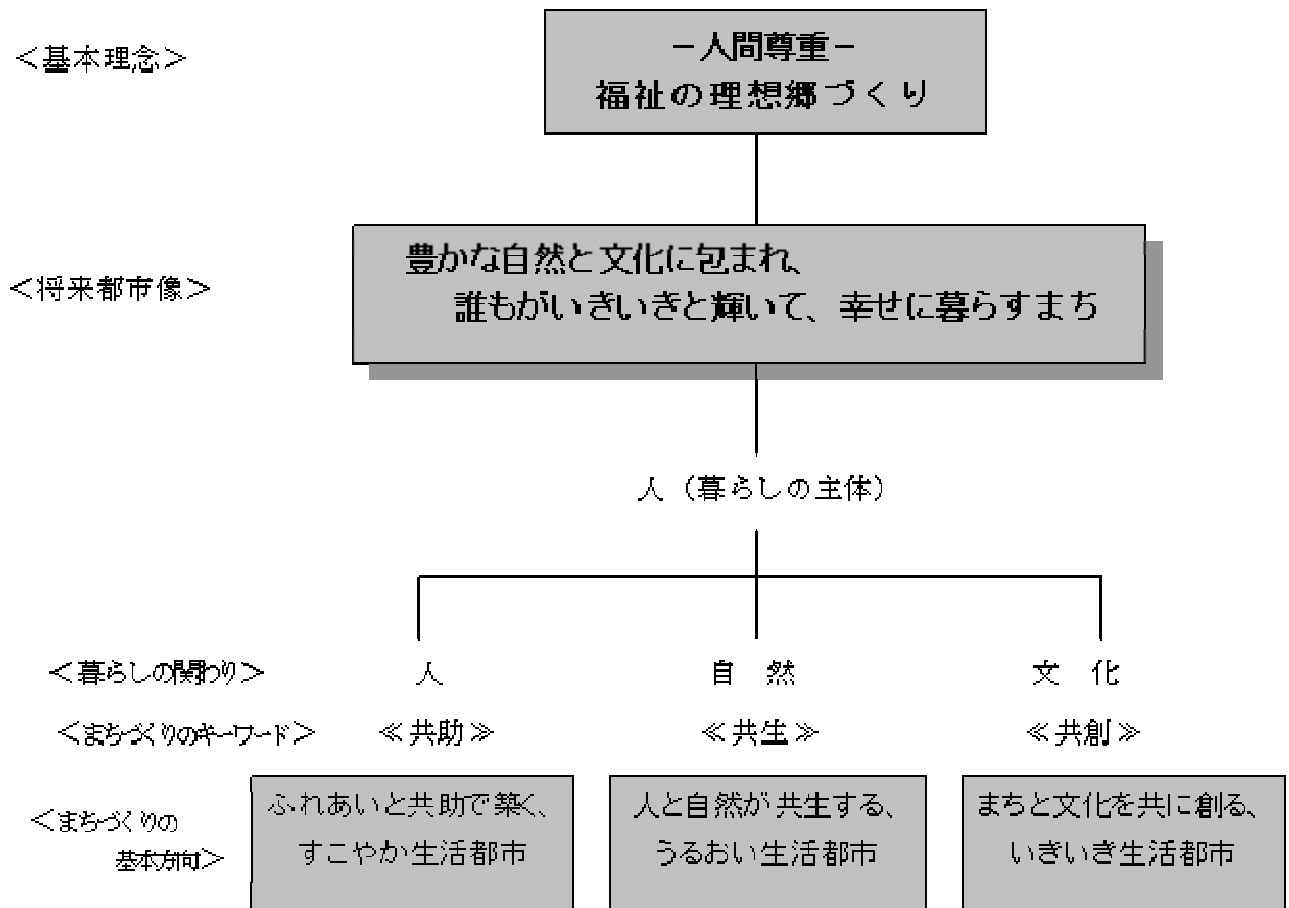 ＜基本理念＞
－人間尊重－
福祉の理想郷づくり
＜将来都市像＞
豊かな自然と文化に包まれ、
誰もがいきいきと輝いて、幸せに暮らすまち
人（暮らしの主体）
＜暮らしの関わり＞ 人 自然 文化
＜まちづくりのキーワード＞ ≪共助≫ ≪共生≫ ≪共創≫
＜まちづくりの
基本方向＞
ふれあいと共助で築く、
すこやか生活都市
人と自然が共生する、
うるおい生活都市
まちと文化を共に創る、
いきいき生活都市